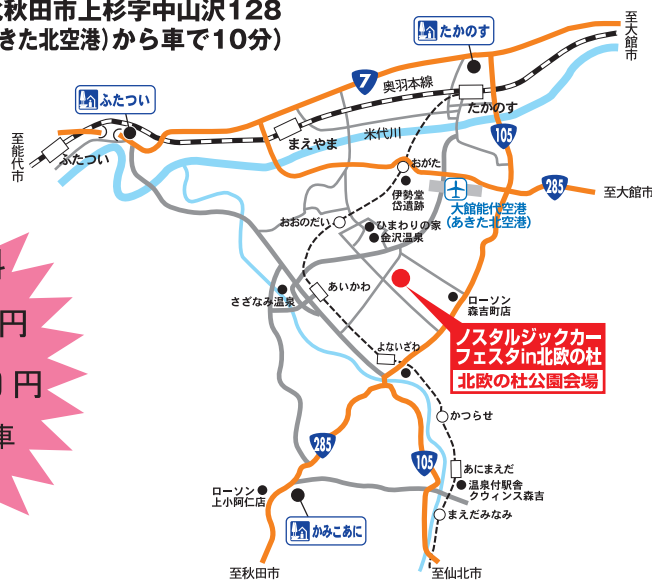 北秋田市上杉字中山沢128
きた北空港)から車で10分)
至大館市
たかのす
7
奥羽本線
ふたつい
たかのす
至能代市
ふたつい
まえやま
米代川
105
おがた
伊勢堂
岱遺跡
285
至大館市
大館能代空港
(あきた北空港)
おおのだい
ひまわりの家
金沢温泉
さざなみ温泉
あいかわ
ローソン
森吉町店
円
ノスタルジックカー
フェスタin北欧の杜
北欧の杜公園会場
よないざわ
0円
かつらせ
車
285
105
あにまえだ
温泉付駅舎
クウィンス森吉
ローソン
上小阿仁店
まえだみなみ
かみこあに
至秋田市
至仙北市